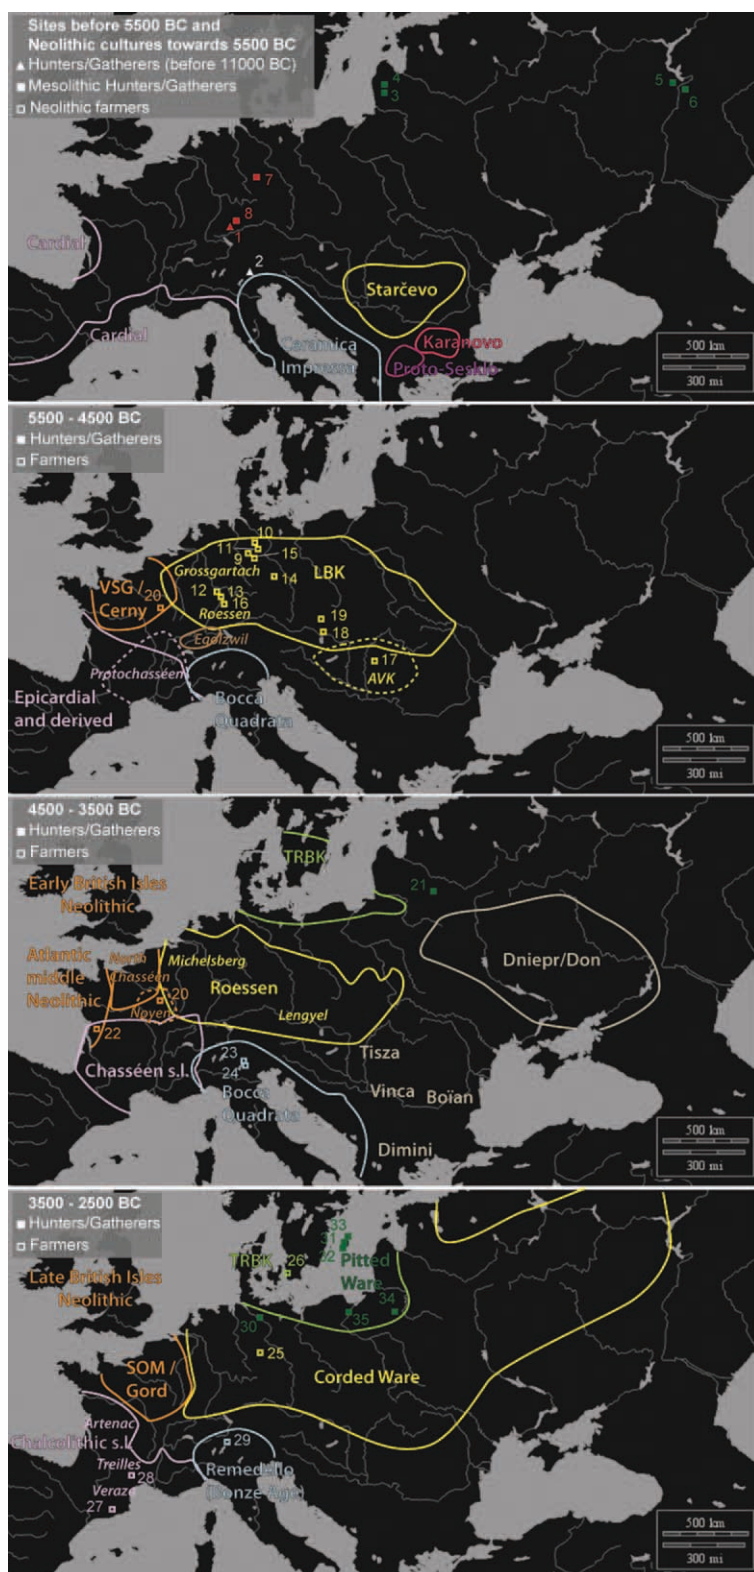 Sites before 5500 BC and
Neolithic cultures towards 5500 BC
Hunters/Gatherers (before 11000 BC)
Mesolithic Hunters/Gatherers
Neolithic farmers
4
3
5
6
7
8
1
2
Cardial
Cardial
Starčevo
Ceramica
Impressa
Karanovo
Proto-Sesklo
500 km
300 mi
5500 - 4500 BC
Hunters/Gatherers
Farmers
10
11
15
9
Grossgartach
LBK
14
VSG /
20
Cerny
12
13
16
Roessen
19
18
Egolzwil
17
AVK
Protochasséen
Epicardial
and derived
Bocca
Quadrata
500 km
300 mi
4500 - 3500 BC
Hunters/Gatherers
Farmers
TRBK
21
Early British Isles
Neolithic
Atlantic
middle
Neolithic
North
Chasséen
Michelsberg
Roessen
20
Noyen
Lengyel
Dniepr/Don
22
Chasséen s.l.
23
24
Bocca
Quadrata
Tisza
Vinca
Boïan
Dimini
500 km
300 mi
3500 - 2500 BC
Hunters/Gatherers
Farmers
33
31
32
TRBK
26
Pitted
Ware
Late British Isles
Neolithic
34
35
30
25
SOM /
Gord
Corded Ware
Artenac
Chalcolithic s.l.
Treilles
28
Veraza
27
29
Remedello
(Bonze Age)
500 km
300 mi